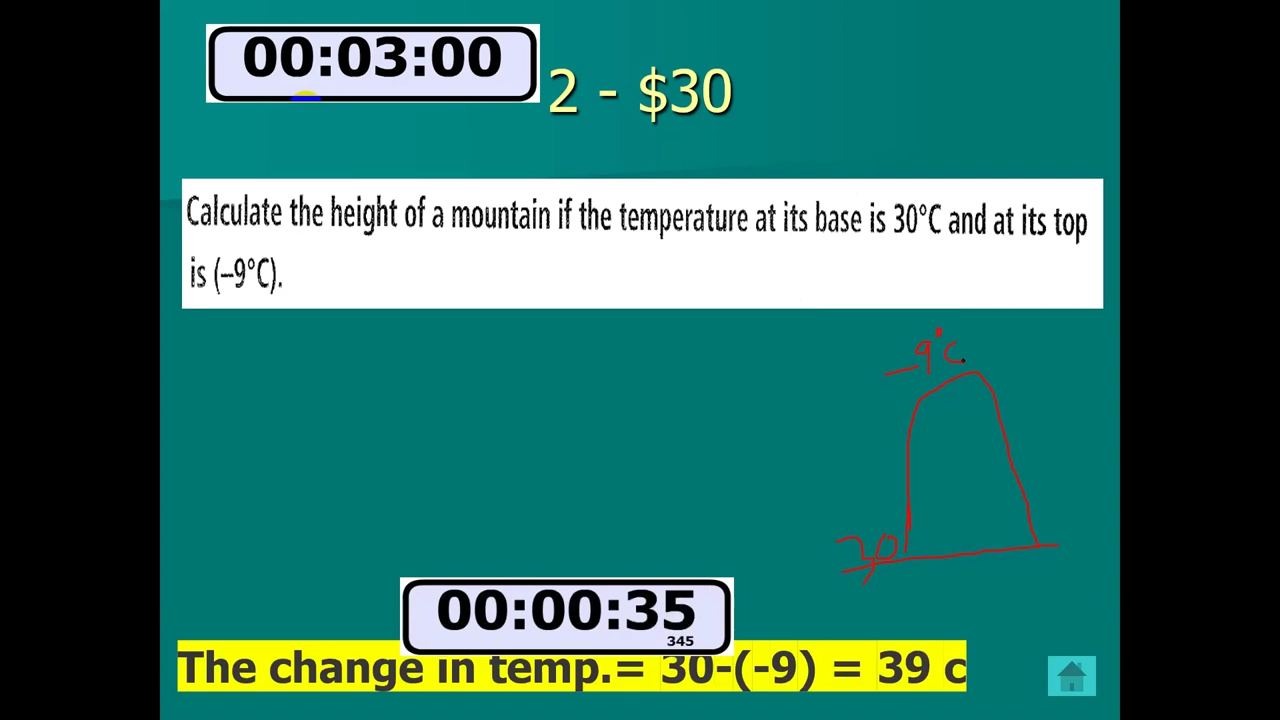 00:03:00
2 - $30
Calculate the height of a mountain if the temperature at its base is 30°C and at its top
is (–9°C).
–9°C
30
00:00:35
345
The change in temp.= 30-(-9) = 39 c